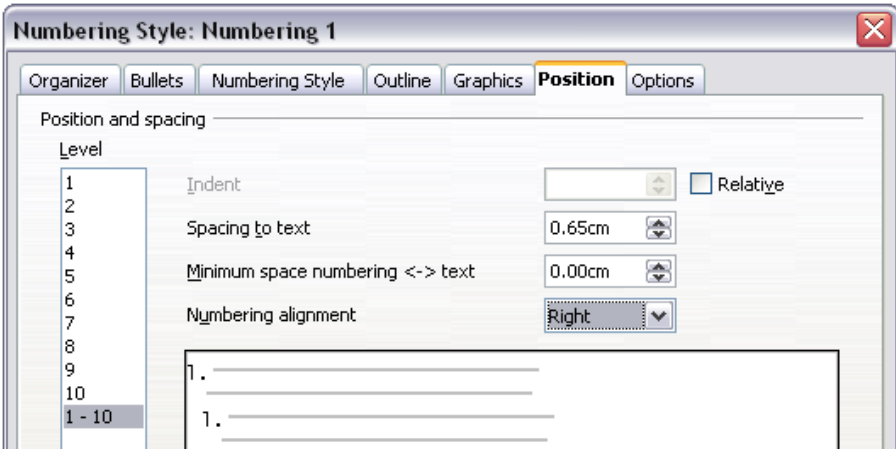 Numbering Style: Numbering 1
Organizer Bullets Numbering Style Outline Graphics Position Options
Position and spacing
Level
1
2
3
4
5
6
7
8
9
10
1 - 10
Indent Relative
Spacing to text 0.65cm
Minimum space numbering <-> text 0.00cm
Numbering alignment Right
1.
1.